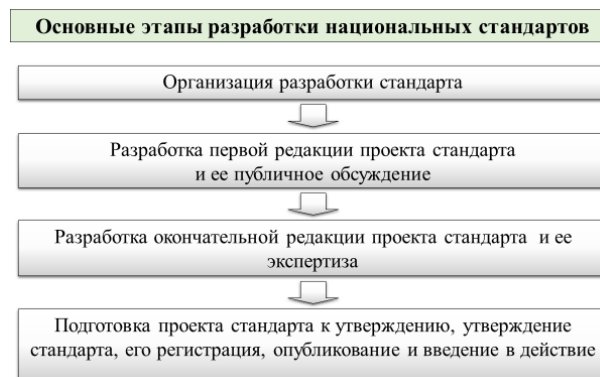 Основные этапы разработки национальных стандартов
Организация разработки стандарта
Разработка первой редакции проекта стандарта
и ее публичное обсуждение
Разработка окончательной редакции проекта стандарта и ее
экспертиза
Подготовка проекта стандарта к утверждению, утверждение
стандарта, его регистрация, опубликование и введение в действие